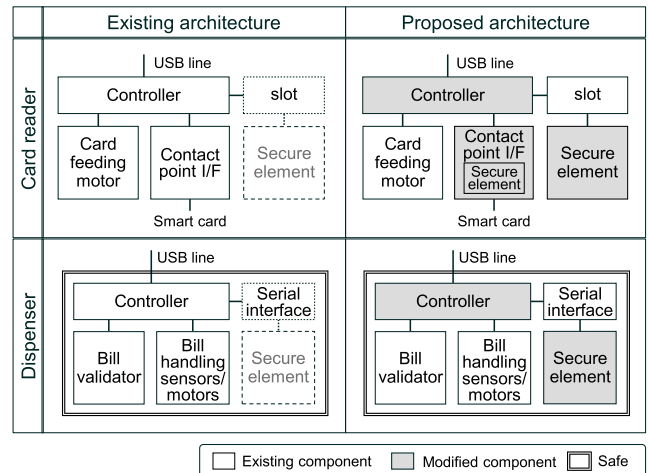 Existing architecture
Proposed architecture
Card reader
USB line
Controller
slot
Card
feeding
motor
Contact
point I/F
Secure
element
Smart card
USB line
Controller
slot
Card
feeding
motor
Contact
point I/F
Secure
element
Secure
element
Smart card
Dispenser
USB line
Controller
Serial
interface
Bill
validator
Bill
handling
sensors/
motors
Secure
element
USB line
Controller
Serial
interface
Bill
validator
Bill
handling
sensors/
motors
Secure
element
Existing component
Modified component
Safe